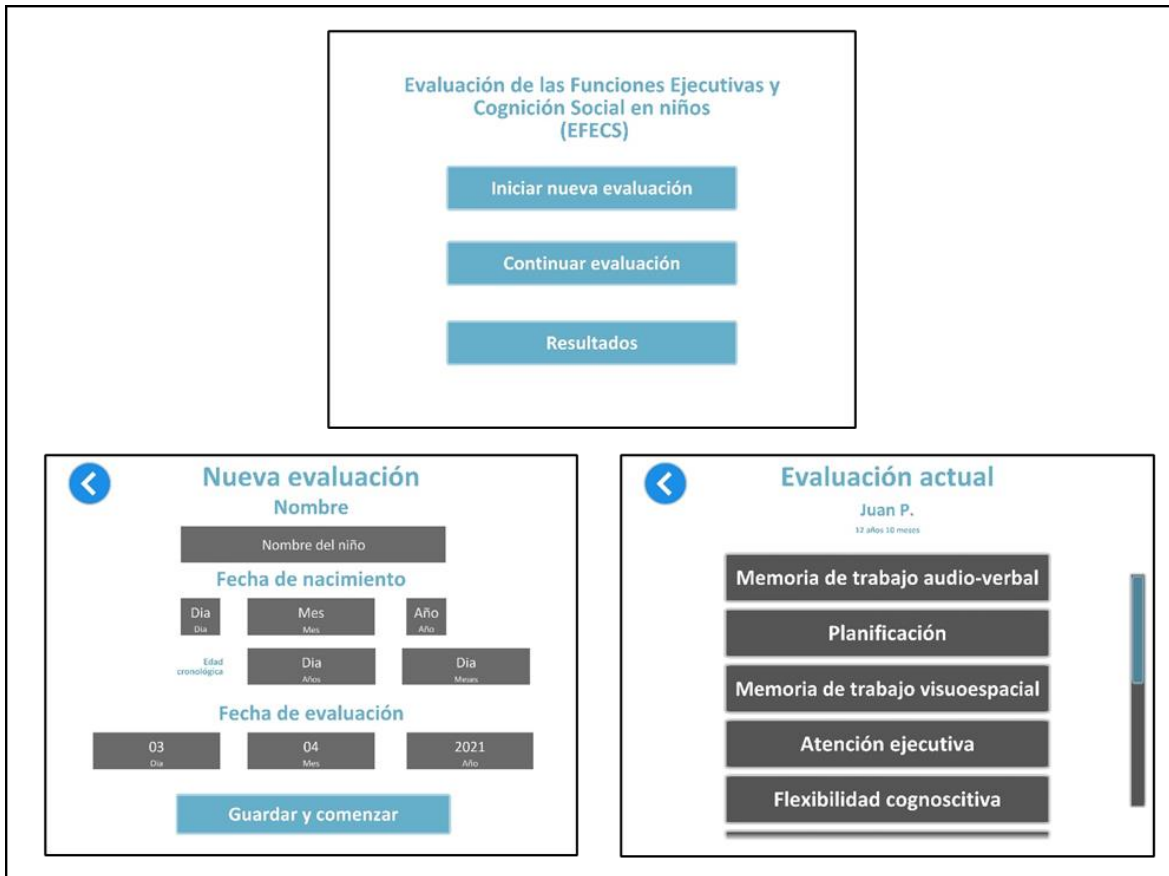 Evaluación de las Funciones Ejecutivas y
Cognición Social en niños
(EFECS)
Iniciar nueva evaluación
Continuar evaluación
Resultados
Nueva evaluación
Nombre
Nombre del niño
Fecha de nacimiento
Dia Mes Año
Dia Mes Año
Edad
cronológica
Dia Dia
Años Meses
Fecha de evaluación
03 04 2021
Dia Mes Año
Guardar y comenzar
Evaluación actual
Juan P.
12 años 10 meses
Memoria de trabajo audio-verbal
Planificación
Memoria de trabajo visuoespacial
Atención ejecutiva
Flexibilidad cognoscitiva